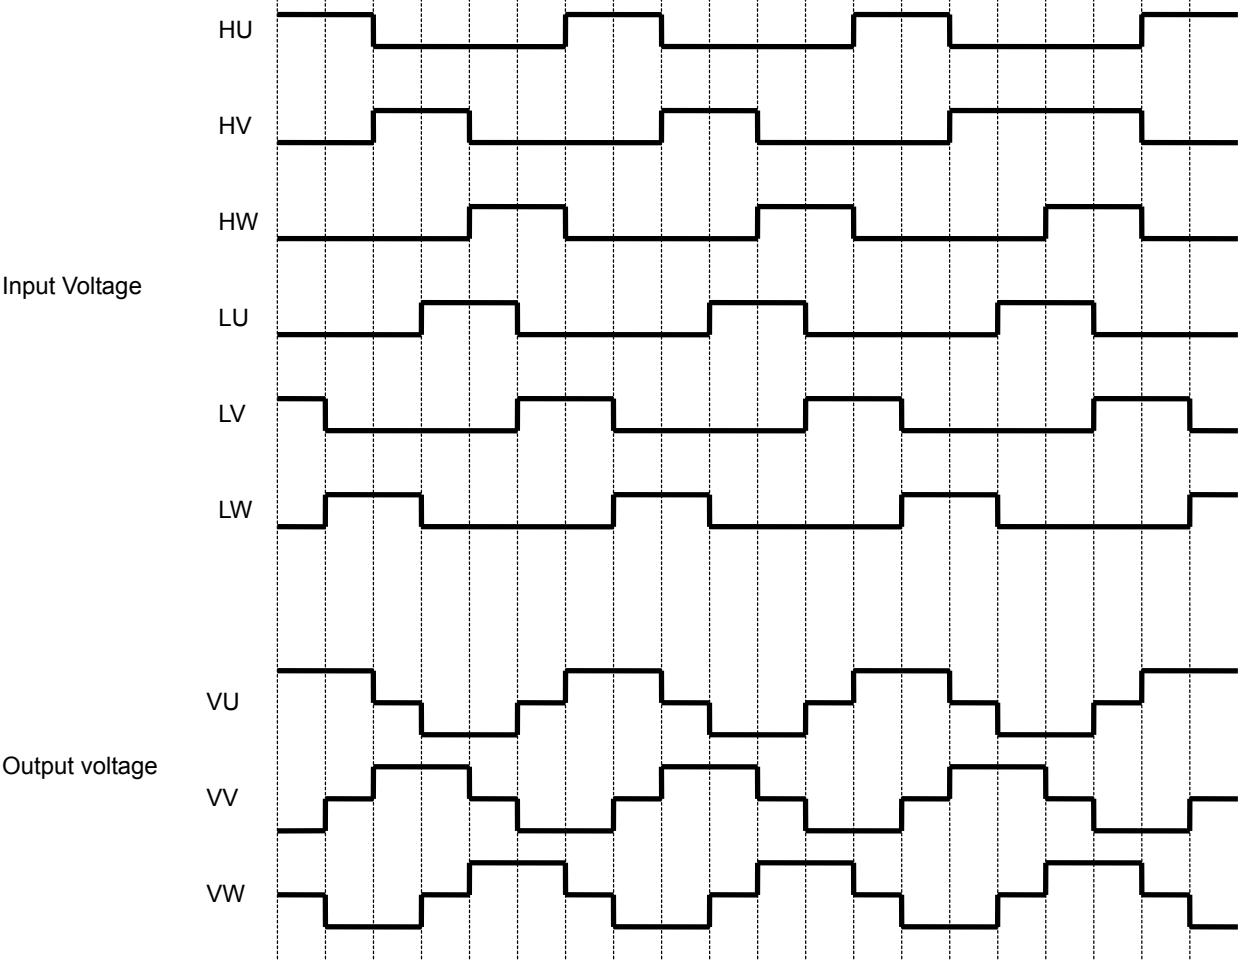 HU
HV
HW
Input Voltage
LU
LV
LW
VU
Output voltage
VV
VW